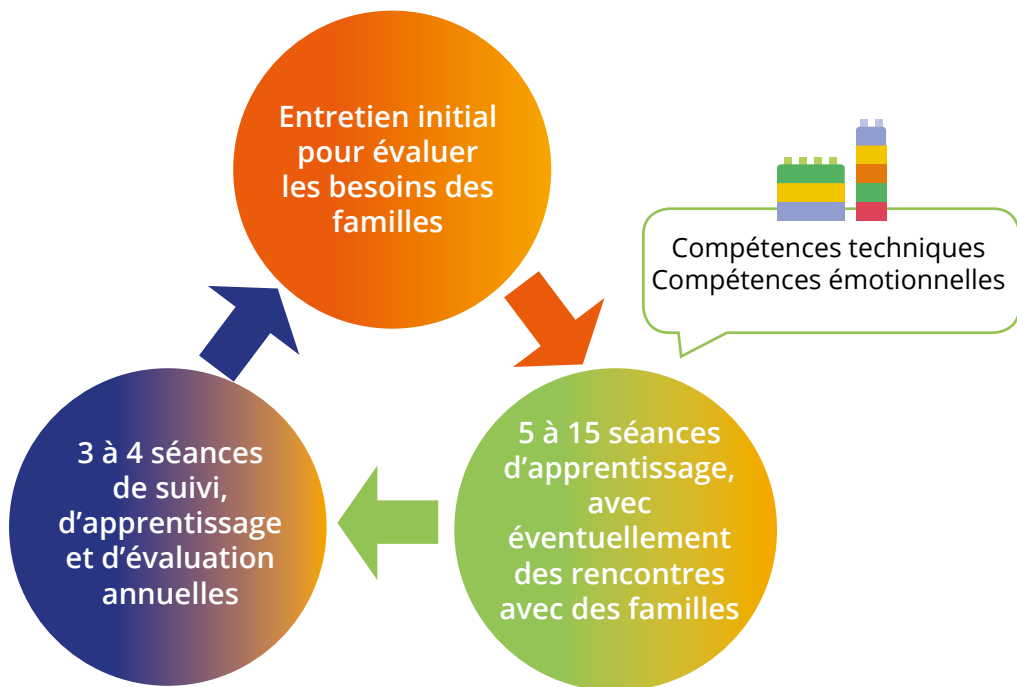 Entretien initial
pour évaluer
les besoins des
familles
Compétences techniques
Compétences émotionnelles
5 à 15 séances
d’apprentissage,
avec
éventuellement
des rencontres
avec des familles
3 à 4 séances
de suivi,
d’apprentissage
et d’évaluation
annuelles